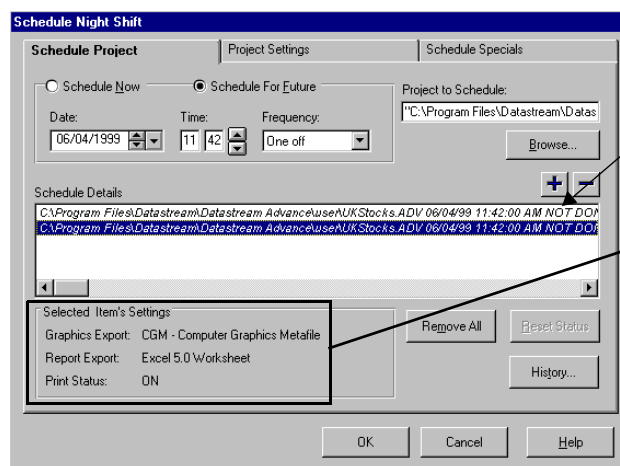 Schedule Night Shift
Schedule Project Project Settings Schedule Specials
Schedule Now Schedule For Future
Project to Schedule:
Date: Time: Frequency:
"C:\Program Files\Datastream\Datas
06/04/1999 11 42 One off
Browse...
+ -
Schedule Details
C:\Program Files\Datastream\Datastream Advance\user\UKStocks.ADV 06/04/99 11:42:00 AM NOT DON
C:\Program Files\Datastream\Datastream Advance\user\UKStocks.ADV 06/04/99 11:42:00 AM NOT DON
Selected Item's Settings
Graphics Export: CGM - Computer Graphics Metafile
Report Export: Excel 5.0 Worksheet
Print Status: ON
Remove All Reset Status
History...
OK Cancel Help